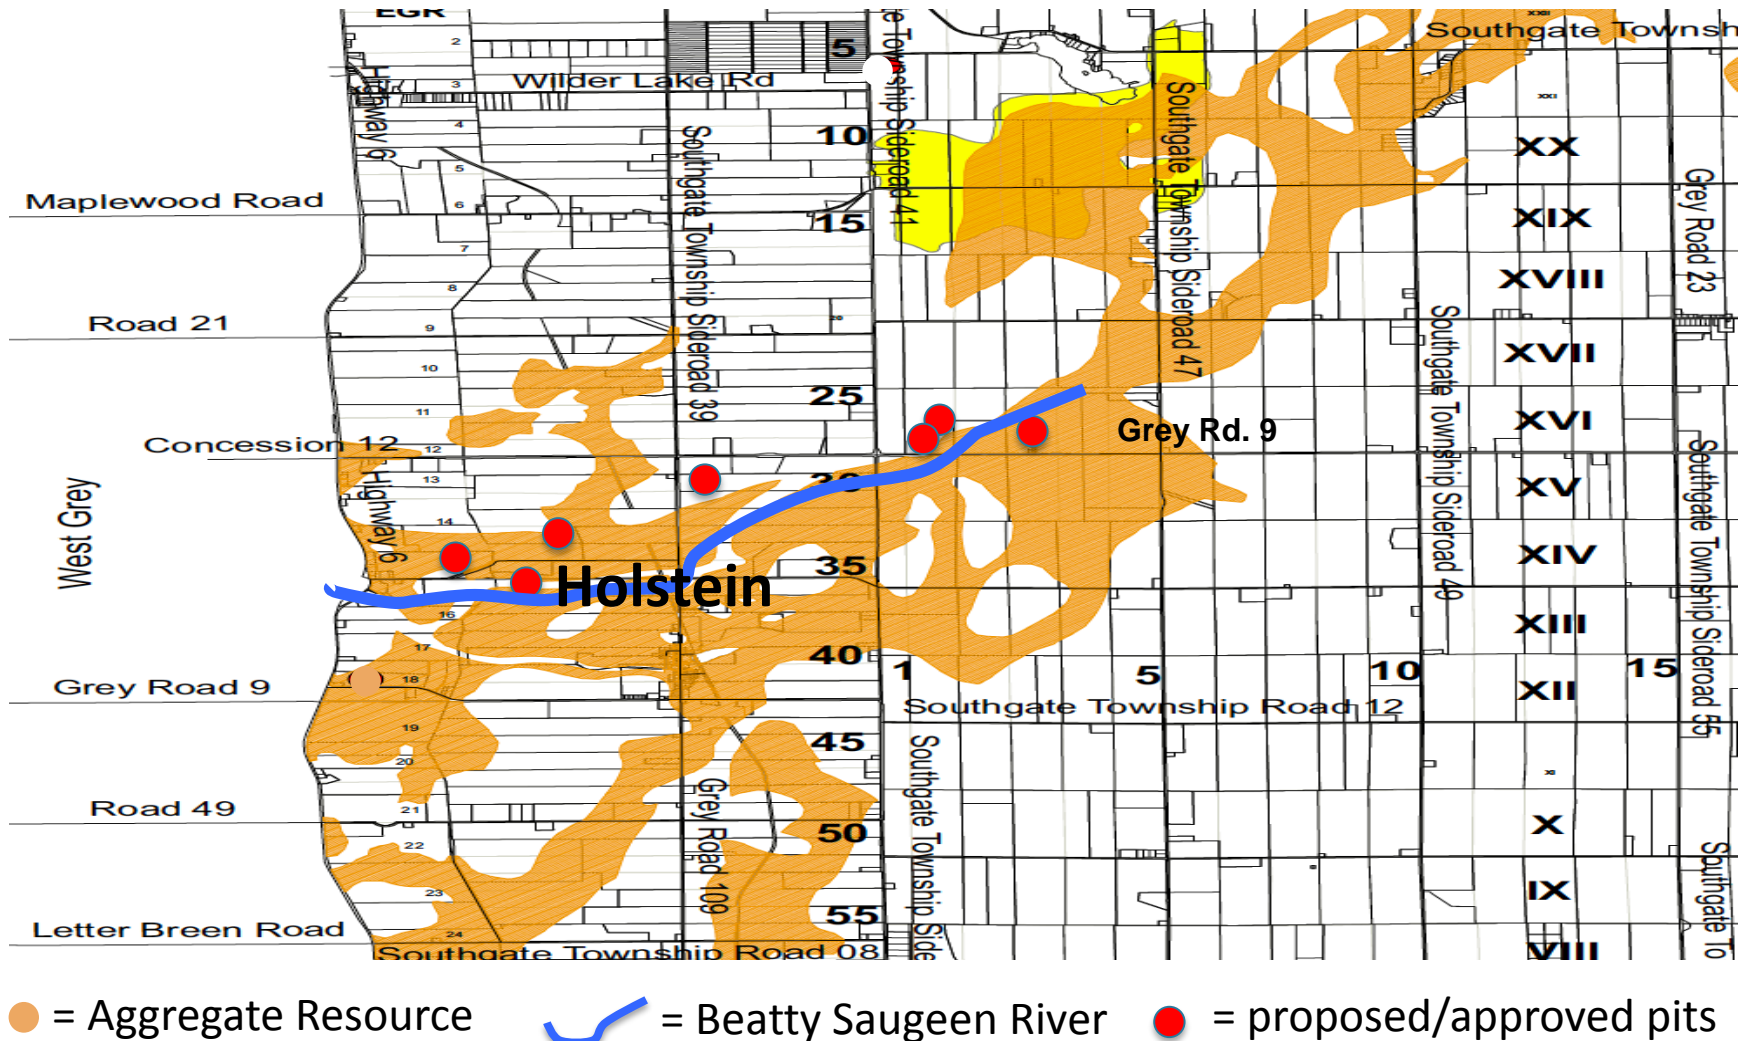 EGR
Southgate Townsh
2
5
Wilder Lake Rd
3
Highway 6
4
10
XX
5
Maplewood Road
6
15
XIX
Southgate Township Sideroad 39
Township Sideroad 41
Southgate Township Sideroad 47
Grey Road 23
7
XVIII
8
Road 21
9
XVII
10
25
11
XVI
Concession 12
12
Grey Rd. 9
Southgate Township Sideroad 49
Southgate Township Sideroad 55
13
XV
West Grey
Highway 6
14
35
XIV
Holstein
16
XIII
17
40
1
5
10
15
Grey Road 9
18
XII
Southgate Township Road 12
19
45
20
XI
Road 49
21
Grey Road 109
Southgate Township Side
50
X
22
Southgate To
23
IX
55
Letter Breen Road
24
Southgate Township Road 08
VIII
= Aggregate Resource
= Beatty Saugeen River
= proposed/approved pits